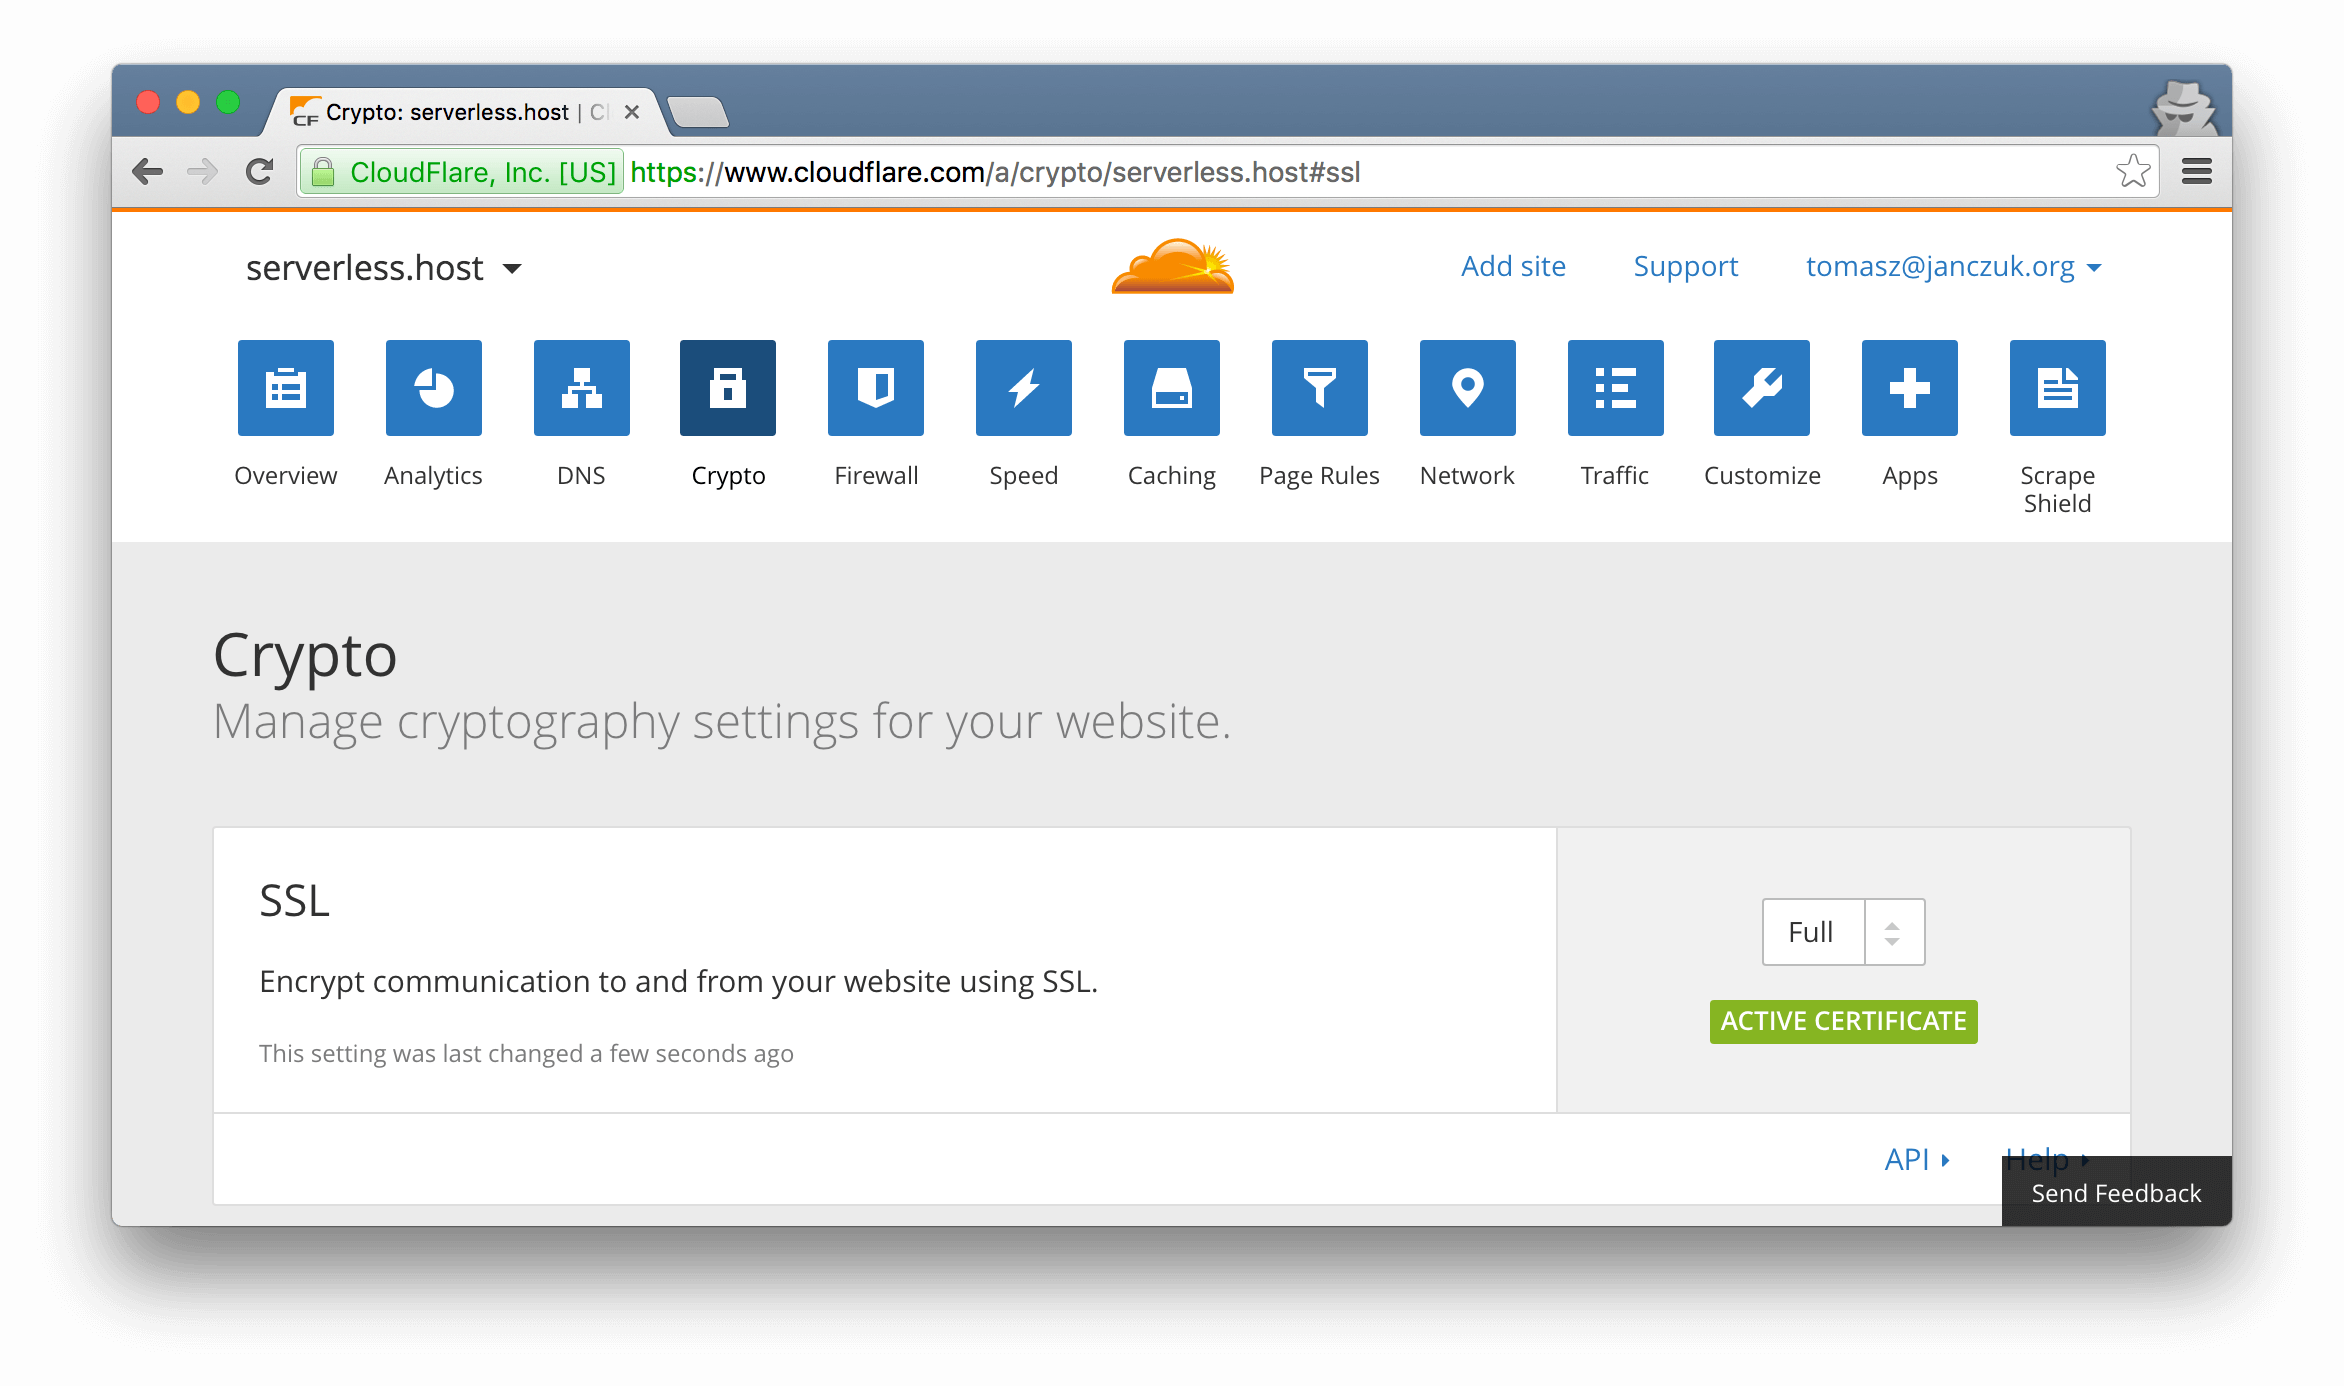 CF Crypto: serverless.host | Cl
CloudFlare, Inc. [US] https://www.cloudflare.com/a/crypto/serverless.host#ssl
serverless.host Add site Support tomasz@janczuk.org
Overview Analytics DNS Crypto Firewall Speed Caching Page Rules Network Traffic Customize Apps Scrape
Shield
Crypto
Manage cryptography settings for your website.
SSL
Full
Encrypt communication to and from your website using SSL.
ACTIVE CERTIFICATE
This setting was last changed a few seconds ago
API Help
Send Feedback